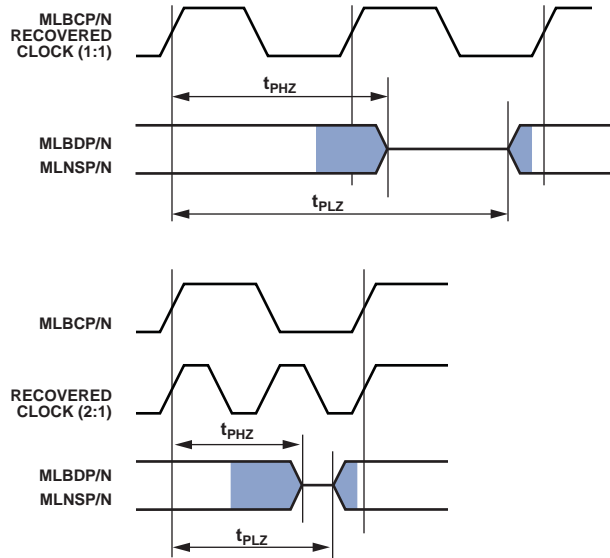 MLBCP/N
RECOVERED
CLOCK (1:1)
tPHZ
MLBDP/N
MLNSP/N
tPLZ
MLBCP/N
RECOVERED
CLOCK (2:1)
tPHZ
MLBDP/N
MLNSP/N
tPLZ